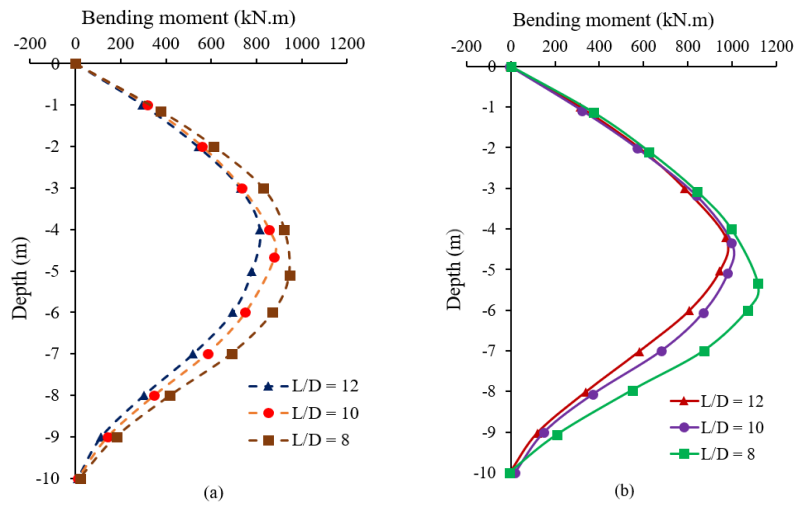 Bending moment (kN.m)
-200 0 200 400 600 800 1000 1200
0
-1
-2
-3
-4
-5
-6
-7
-8
-9
-10
Depth (m)
L/D = 12
L/D = 10
L/D = 8
(a)
Bending moment (kN.m)
-200 0 200 400 600 800 1000 1200
0
-1
-2
-3
-4
-5
-6
-7
-8
-9
-10
Depth (m)
L/D = 12
L/D = 10
L/D = 8
(b)